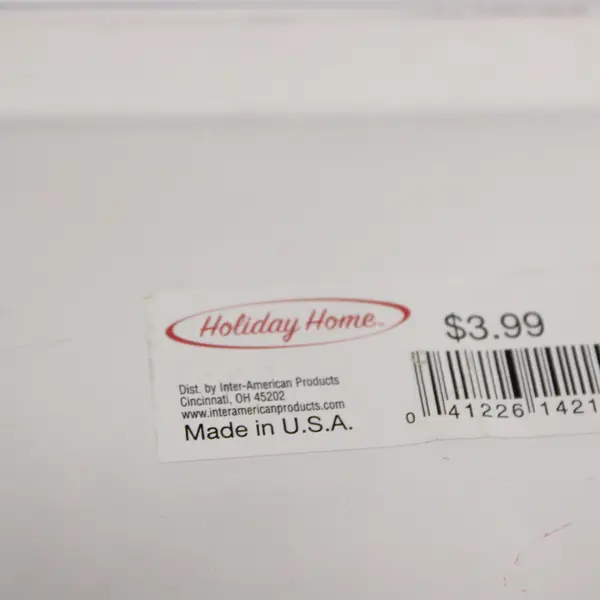 Holiday Home™
$3.99
Dist. by Inter-American Products
Cincinnati, OH 45202
www.interamericanproducts.com
Made in U.S.A.
0 41226 1421